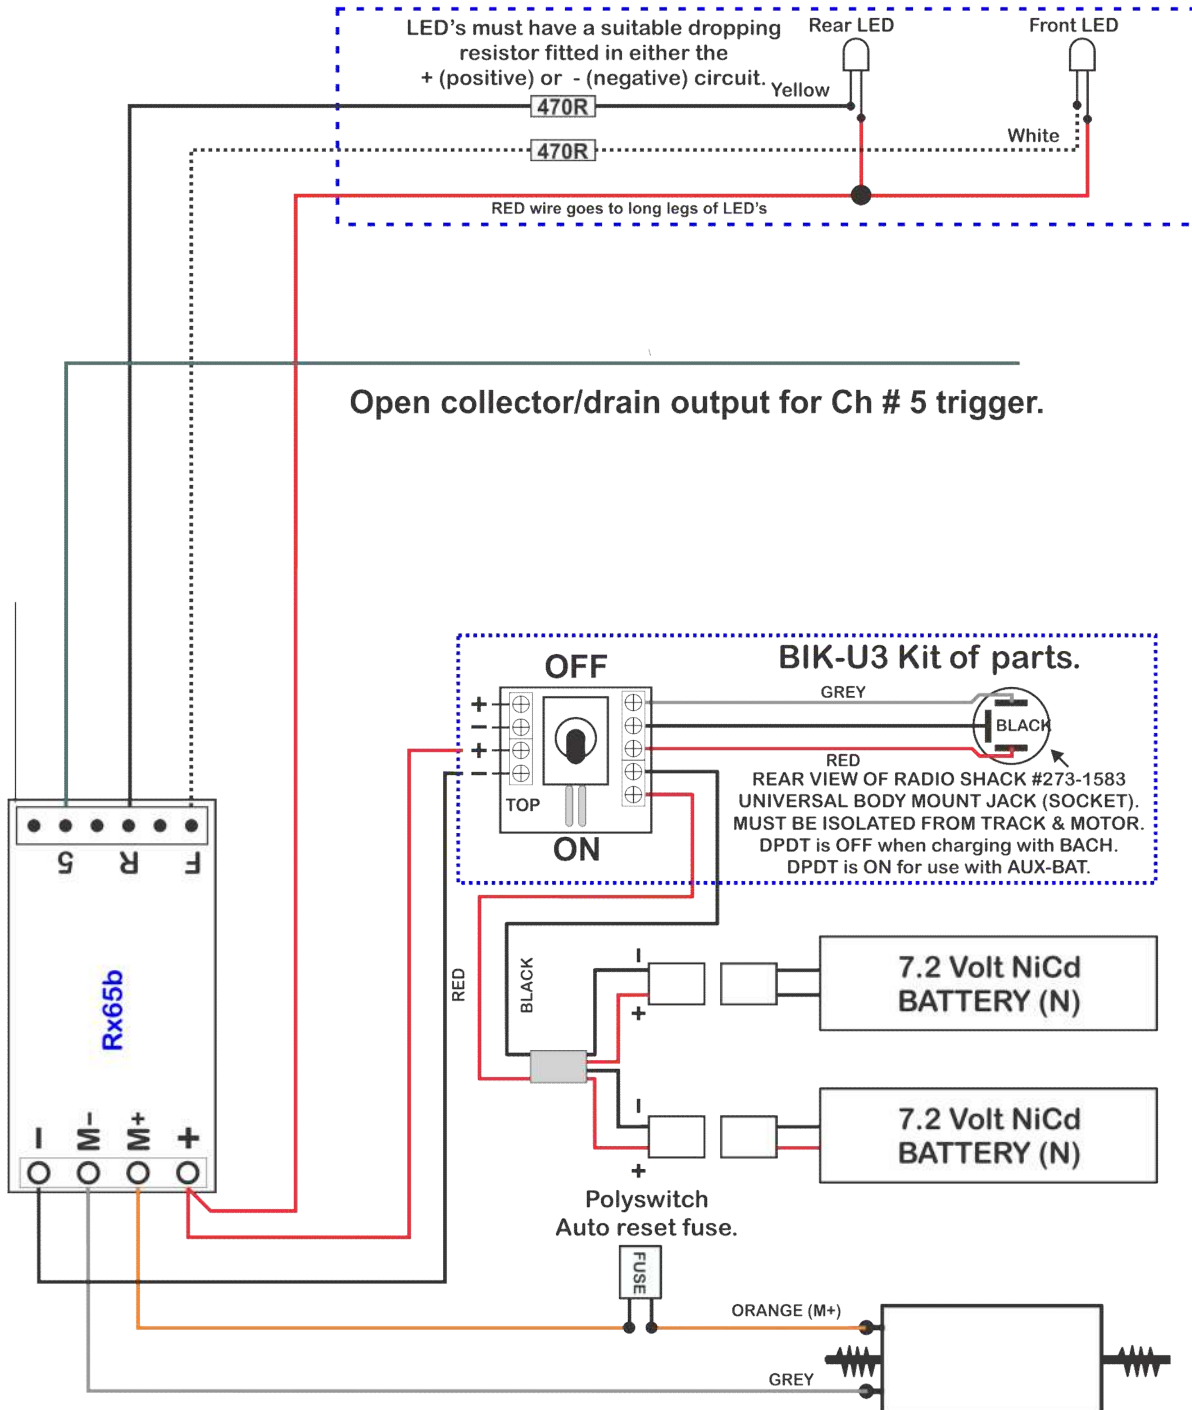 LED's must have a suitable dropping
resistor fitted in either the
+ (positive) or - (negative) circuit.
Rear LED
Front LED
Yellow
470R
White
470R
RED wire goes to long legs of LED's
Open collector/drain output for Ch # 5 trigger.
BIK-U3 Kit of parts.
OFF
GREY
+
−
+
−
BLACK
RED
TOP
ON
REAR VIEW OF RADIO SHACK #273-1583
UNIVERSAL BODY MOUNT JACK (SOCKET).
MUST BE ISOLATED FROM TRACK & MOTOR.
DPDT is OFF when charging with BACH.
DPDT is ON for use with AUX-BAT.
5
R
F
Rx65b
RED
BLACK
−
+
7.2 Volt NiCd
BATTERY (N)
−
+
7.2 Volt NiCd
BATTERY (N)
−
M−
M+
+
Polyswitch
Auto reset fuse.
FUSE
ORANGE (M+)
GREY